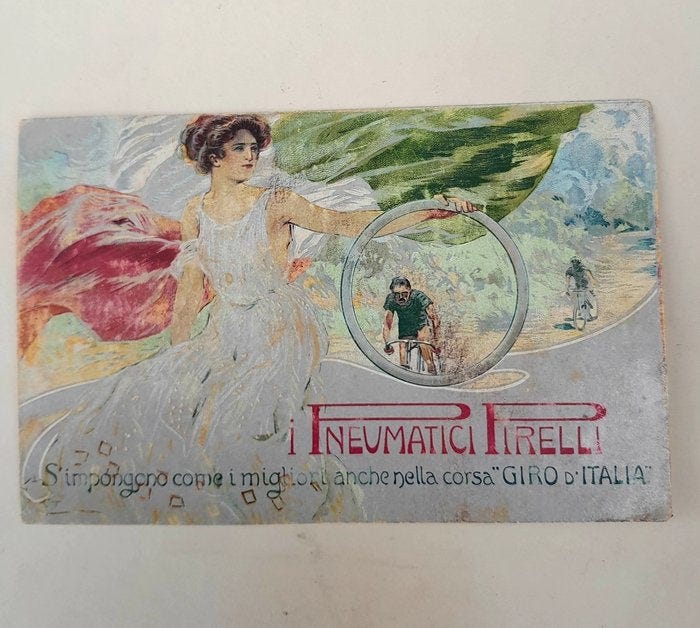 i PNEUMATICI PIRELLI
S'impongono come i migliori anche nella corsa "GIRO D'ITALIA"